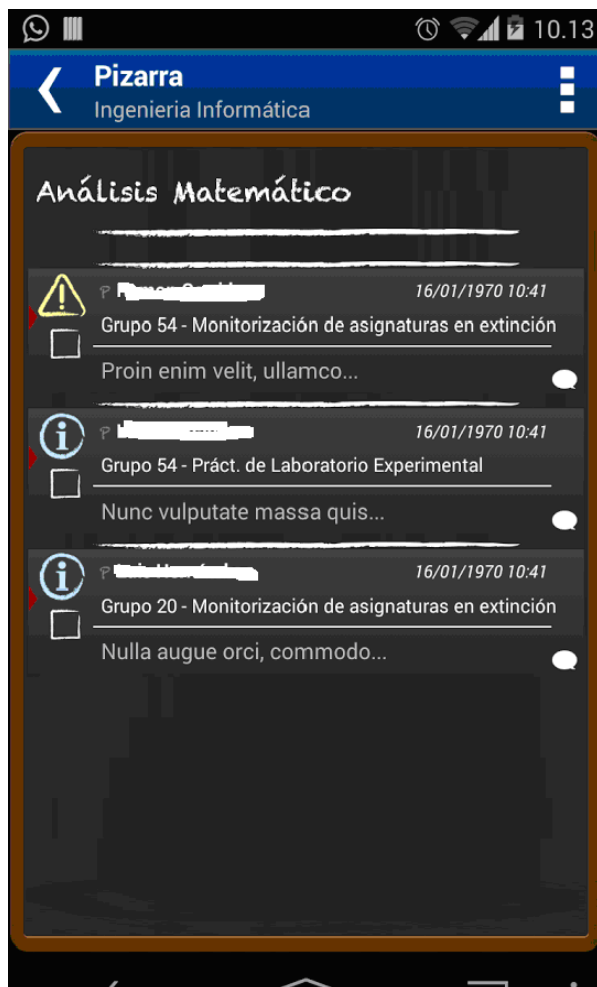 10.13
Pizarra
Ingenieria Informática
Análisis Matemático
16/01/1970 10:41
Grupo 54 - Monitorización de asignaturas en extinción
Proin enim velit, ullamco...
16/01/1970 10:41
Grupo 54 - Práct. de Laboratorio Experimental
Nunc vulputate massa quis...
16/01/1970 10:41
Grupo 20 - Monitorización de asignaturas en extinción
Nulla augue orci, commodo...